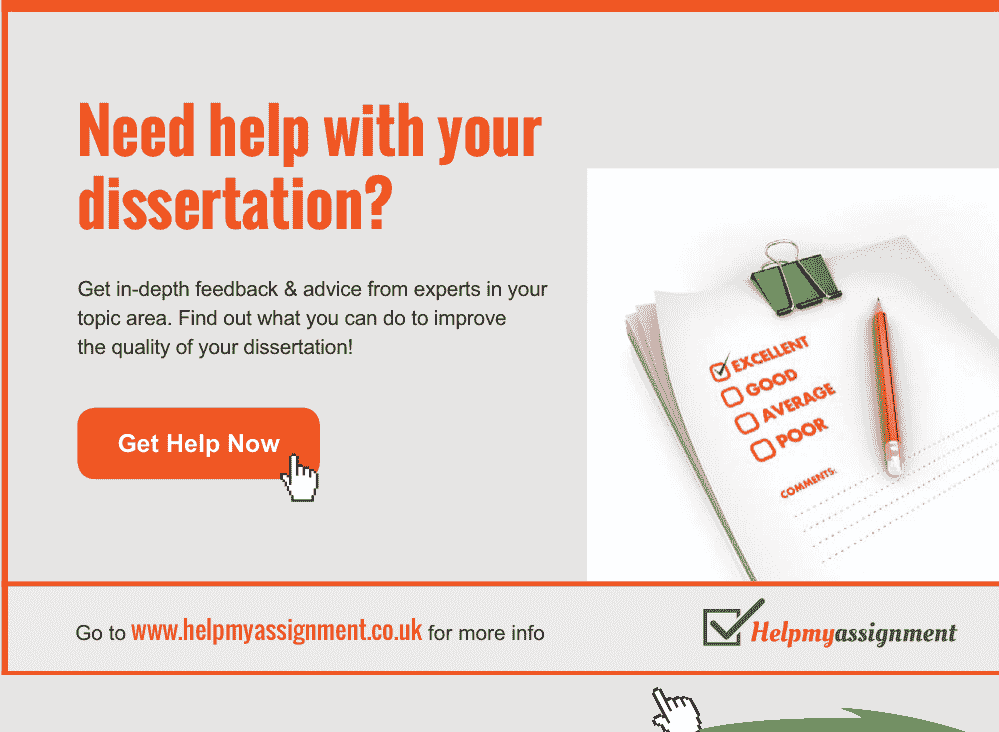 Need help with your
dissertation?
Get in-depth feedback & advice from experts in your
topic area. Find out what you can do to improve
the quality of your dissertation!
Get Help Now
EXCELLENT
GOOD
AVERAGE
POOR
COMMENTS:
Go to www.helpmyassignment.co.uk for more info
Helpmyassignment